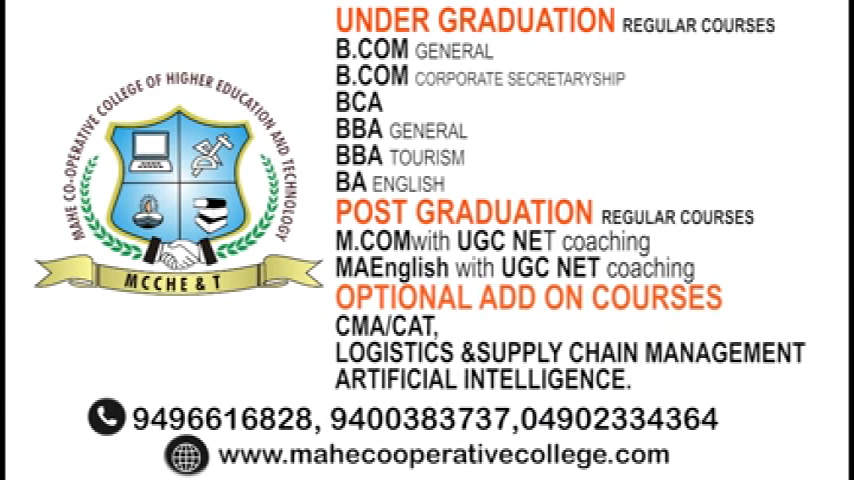 MAHE CO-OPERATIVE COLLEGE OF HIGHER EDUCATION AND TECHNOLOGY
MCCHE & T
UNDER GRADUATION REGULAR COURSES
B.COM GENERAL
B.COM CORPORATE SECRETARYSHIP
BCA
BBA GENERAL
BBA TOURISM
BA ENGLISH
POST GRADUATION REGULAR COURSES
M.COMwith UGC NET coaching
MAEnglish with UGC NET coaching
OPTIONAL ADD ON COURSES
CMA/CAT,
LOGISTICS &SUPPLY CHAIN MANAGEMENT
ARTIFICIAL INTELLIGENCE.
9496616828, 9400383737,04902334364
www.mahecooperativecollege.com